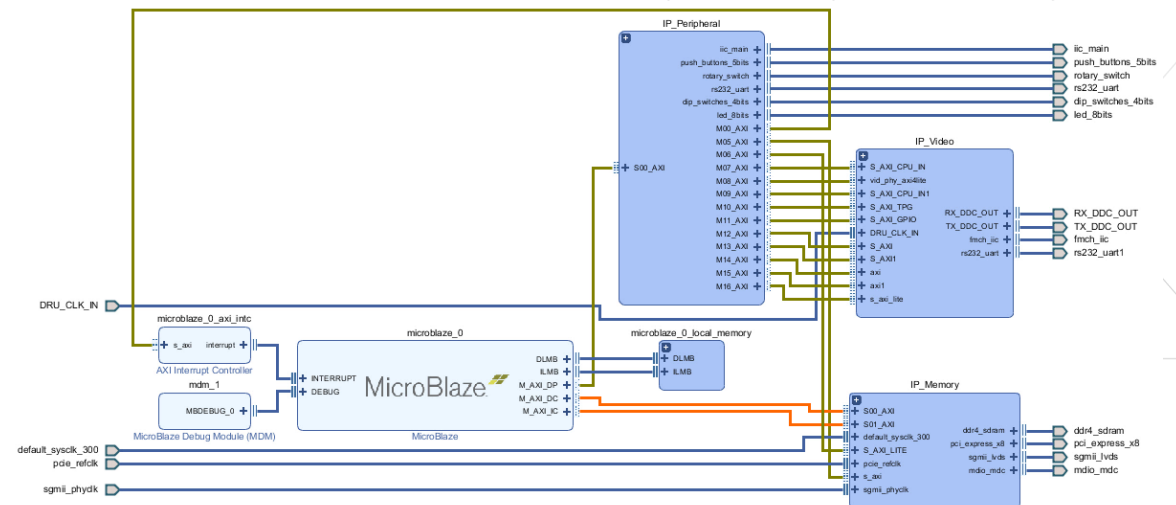 IP_Peripheral
iic_main
push_buttons_5bits
rotary_switch
rs232_uart
dip_switches_4bits
led_8bits
M00_AXI
M05_AXI
M06_AXI
M07_AXI
M08_AXI
M09_AXI
M10_AXI
M11_AXI
M12_AXI
M13_AXI
M14_AXI
M15_AXI
M16_AXI
S00_AXI
iic_main
push_buttons_5bits
rotary_switch
rs232_uart
dip_switches_4bits
led_8bits
IP_Video
S_AXI_CPU_IN
vid_phy_axi4lite
S_AXI_CPU_IN1
S_AXI_TPG
S_AXI_GPIO
DRU_CLK_IN
S_AXI
S_AXI1
axi
axi1
s_axi_lite
RX_DDC_OUT
TX_DDC_OUT
fmch_iic
rs232_uart
RX_DDC_OUT
TX_DDC_OUT
fmch_iic
rs232_uart1
DRU_CLK_IN
microblaze_0_axi_intc
s_axi
interrupt
AXI Interrupt Controller
mdm_1
MBDEBUG_0
MicroBlaze Debug Module (MDM)
microblaze_0
INTERRUPT
DEBUG
MicroBlaze
DLMB
ILMB
M_AXI_DP
M_AXI_DC
M_AXI_IC
MicroBlaze
microblaze_0_local_memory
DLMB
ILMB
default_sysclk_300
pcie_refclk
sgmii_phyclk
IP_Memory
S00_AXI
S01_AXI
default_sysclk_300
S_AXI_LITE
pcie_refclk
s_axi
sgmii_phyclk
ddr4_sdram
pci_express_x8
sgmii_lvds
mdio_mdc
ddr4_sdram
pci_express_x8
sgmii_lvds
mdio_mdc